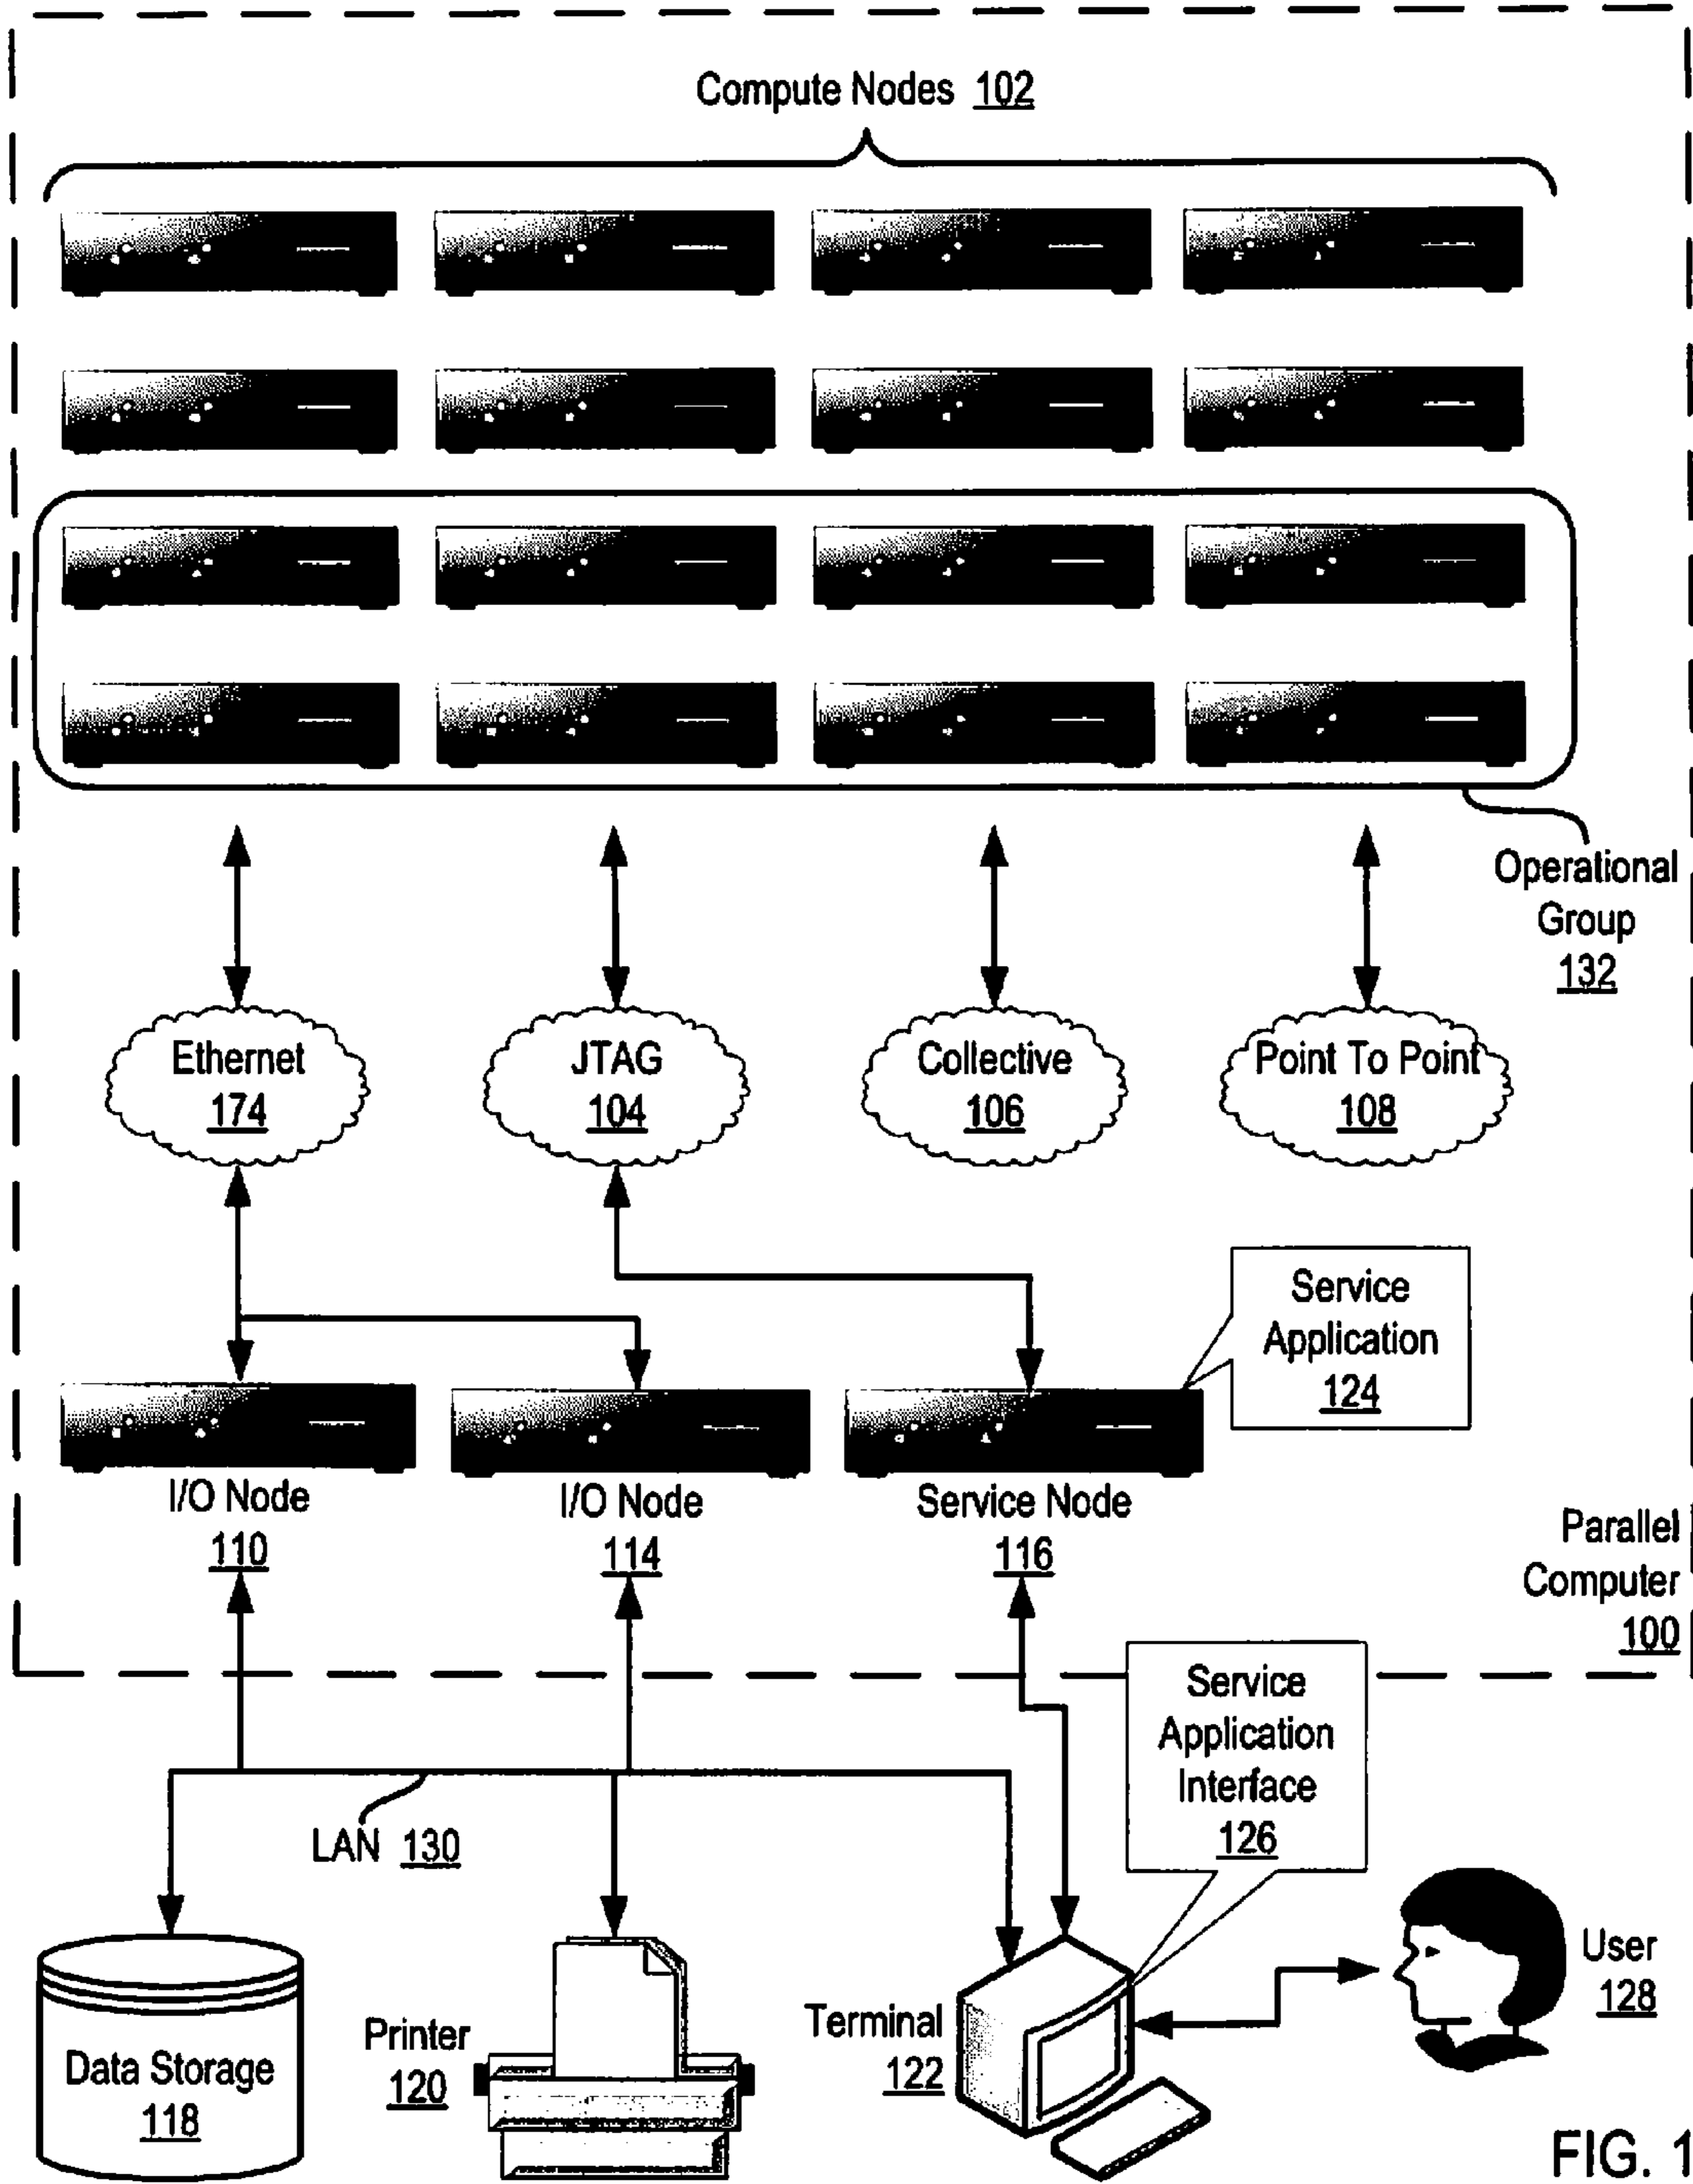 Compute Nodes 102
Operational
Group
132
Ethernet
174
JTAG
104
Collective
106
Point To Point
108
Service
Application
124
I/O Node
110
I/O Node
114
Service Node
116
Parallel
Computer
100
Service
Application
Interface
126
LAN 130
Data Storage
118
Printer
120
Terminal
122
User
128
FIG. 1